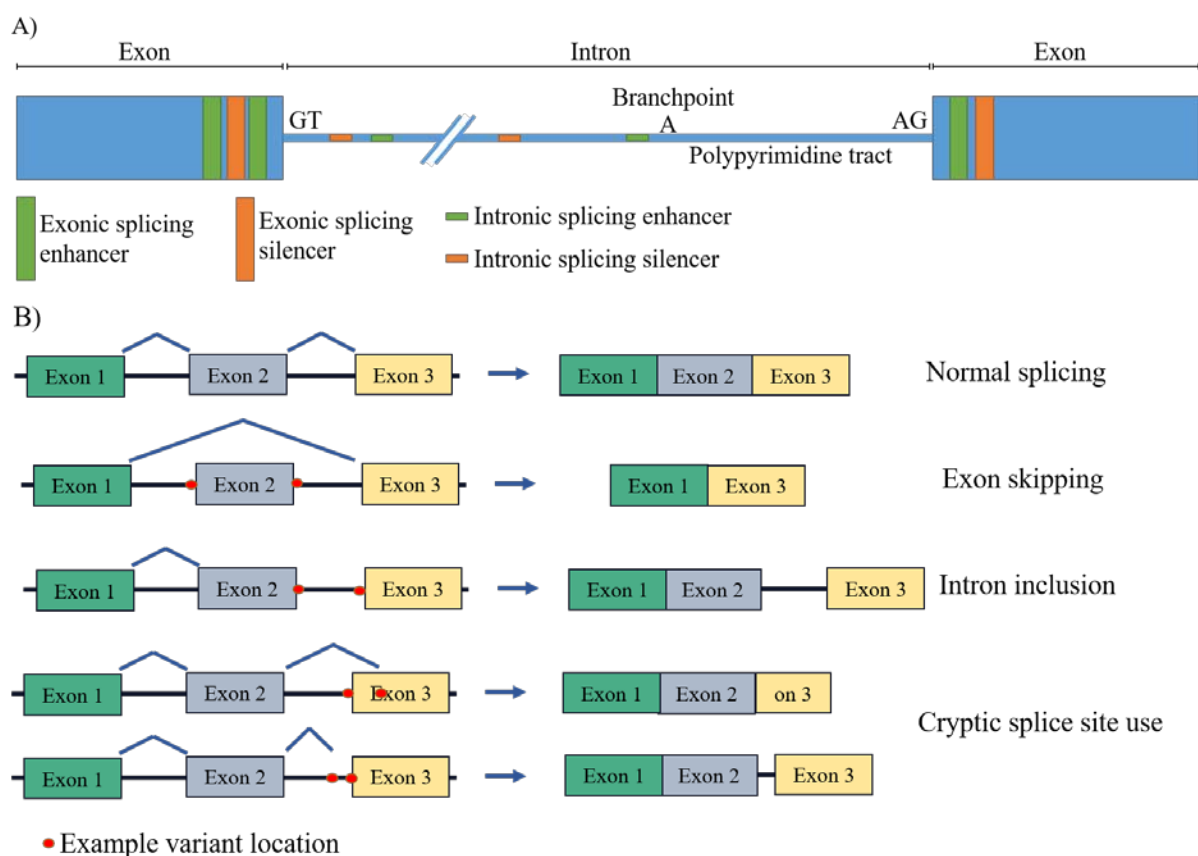 A)
Exon Intron Exon
Branchpoint
GT A AG
Polypyrimidine tract
Exonic splicing
enhancer
Exonic splicing
silencer
Intronic splicing enhancer
Intronic splicing silencer
B)
Exon 1 Exon 2 Exon 3 Exon 1 Exon 2 Exon 3 Normal splicing
Exon 1 Exon 2 Exon 3 Exon 1 Exon 3 Exon skipping
Exon 1 Exon 2 Exon 3 Exon 1 Exon 2 Exon 3 Intron inclusion
Exon 1 Exon 2 Exon 3 Exon 1 Exon 2 on 3
Cryptic splice site use
Exon 1 Exon 2 Exon 3 Exon 1 Exon 2 Exon 3
Example variant location